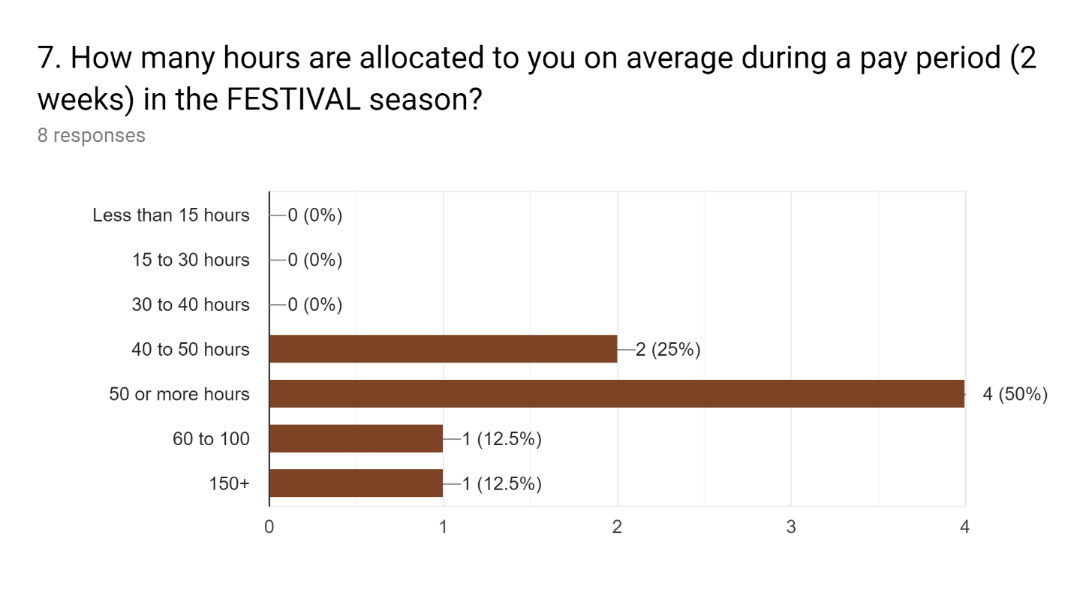 7. How many hours are allocated to you on average during a pay period (2
weeks) in the FESTIVAL season?
8 responses
Less than 15 hours 0 (0%)
15 to 30 hours 0 (0%)
30 to 40 hours 0 (0%)
40 to 50 hours 2 (25%)
50 or more hours 4 (50%)
60 to 100 1 (12.5%)
150+ 1 (12.5%)
0 1 2 3 4